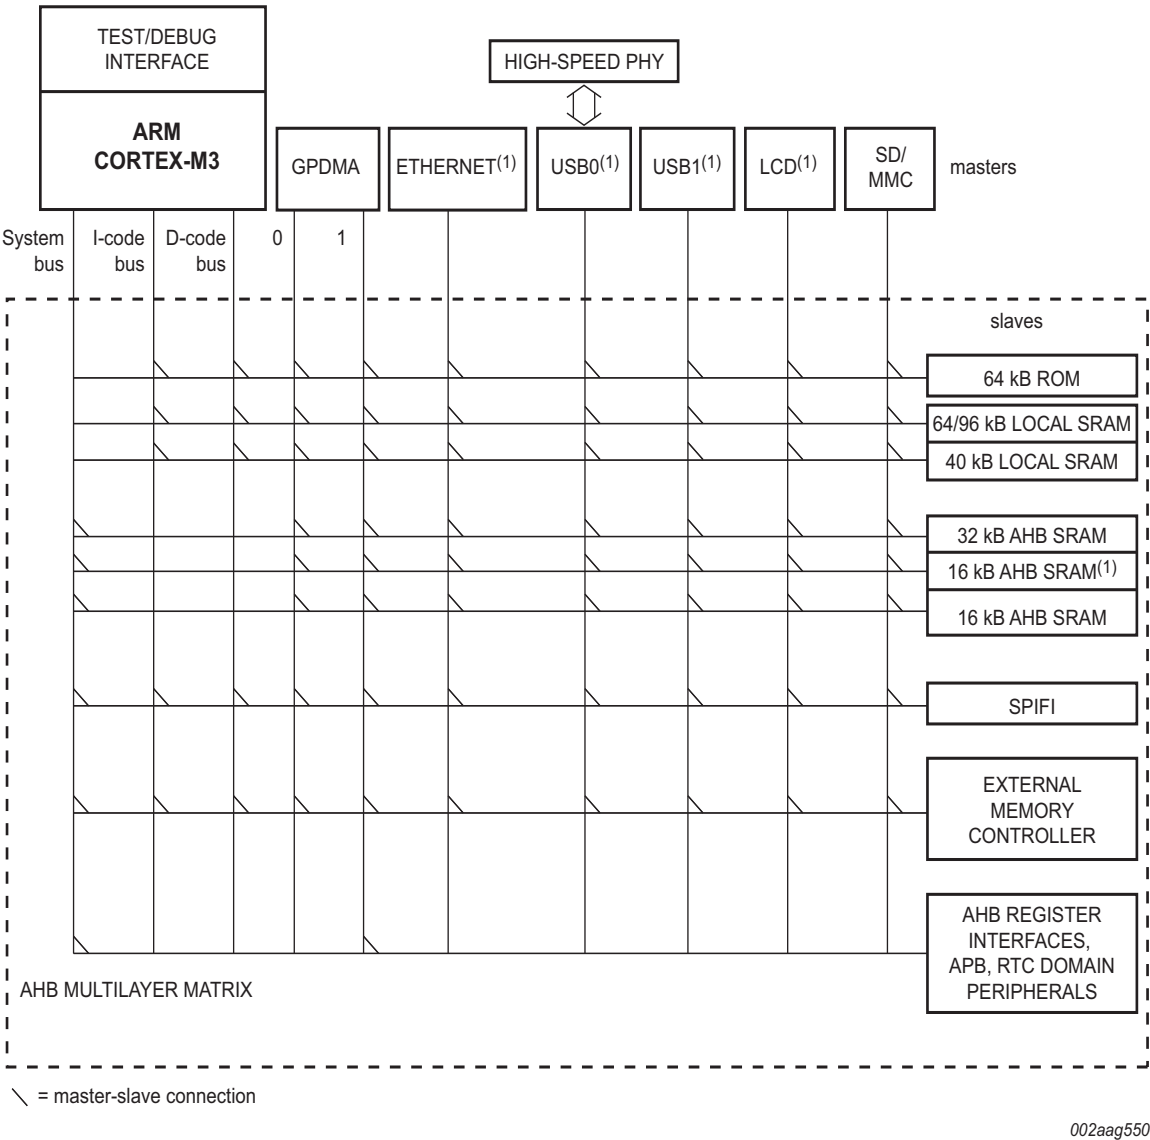 TEST/DEBUG
INTERFACE
ARM
CORTEX-M3
HIGH-SPEED PHY
GPDMA
ETHERNET(1)
USB0(1)
USB1(1)
LCD(1)
SD/
MMC
masters
System
bus
I-code
bus
D-code
bus
0
1
slaves
64 kB ROM
64/96 kB LOCAL SRAM
40 kB LOCAL SRAM
32 kB AHB SRAM
16 kB AHB SRAM(1)
16 kB AHB SRAM
SPIFI
EXTERNAL
MEMORY
CONTROLLER
AHB REGISTER
INTERFACES,
APB, RTC DOMAIN
PERIPHERALS
AHB MULTILAYER MATRIX
= master-slave connection
002aag550